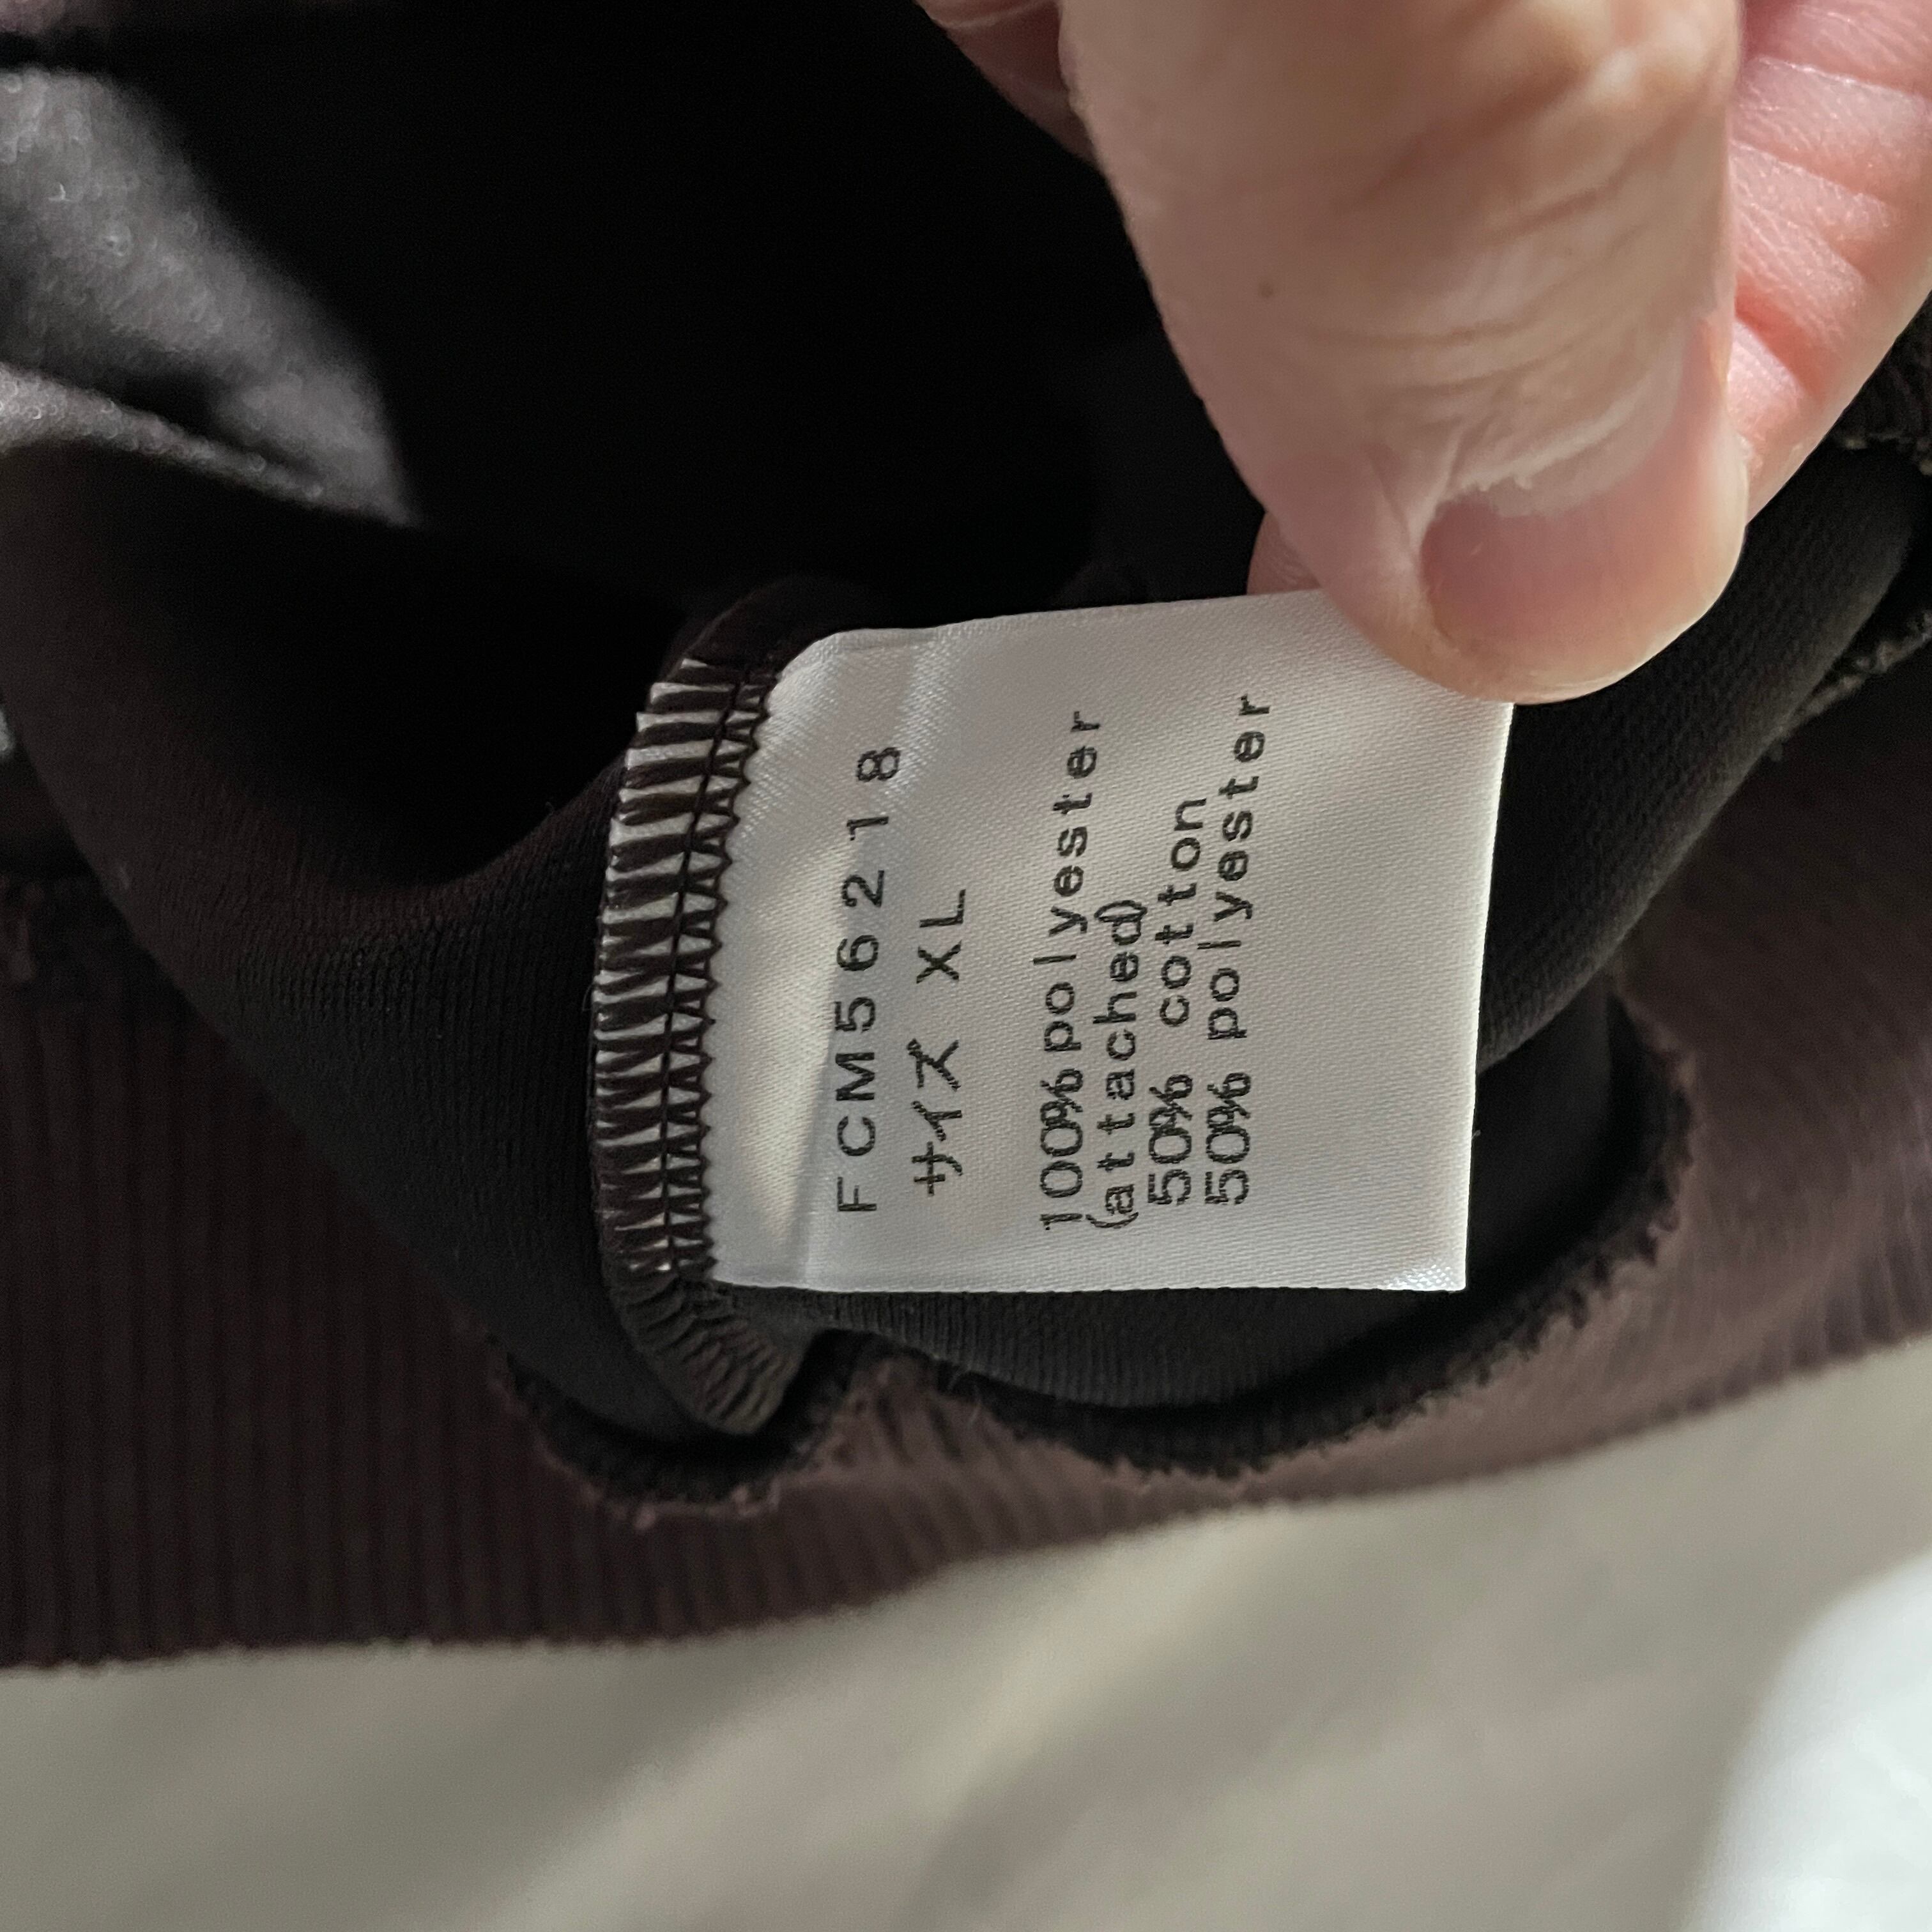 FCM56218
サイズ XL
100%polyester
(attached)
50% cotton
50% polyester